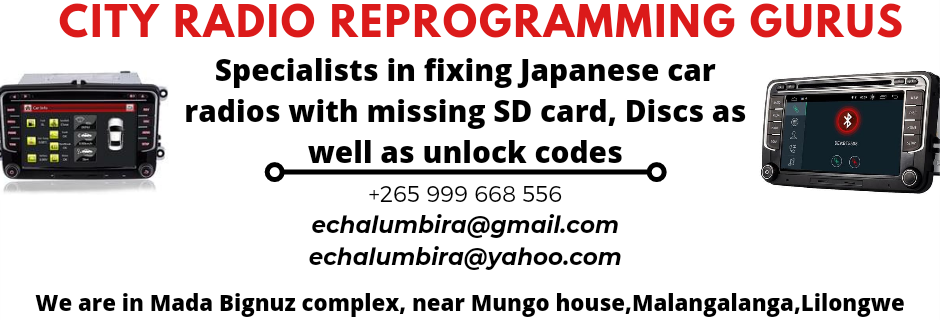 CITY RADIO REPROGRAMMING GURUS
Specialists in fixing Japanese car
radios with missing SD card, Discs as
well as unlock codes
+265 999 668 556
echalumbira@gmail.com
echalumbira@yahoo.com
We are in Mada Bignuz complex, near Mungo house,Malangalanga,Lilongwe